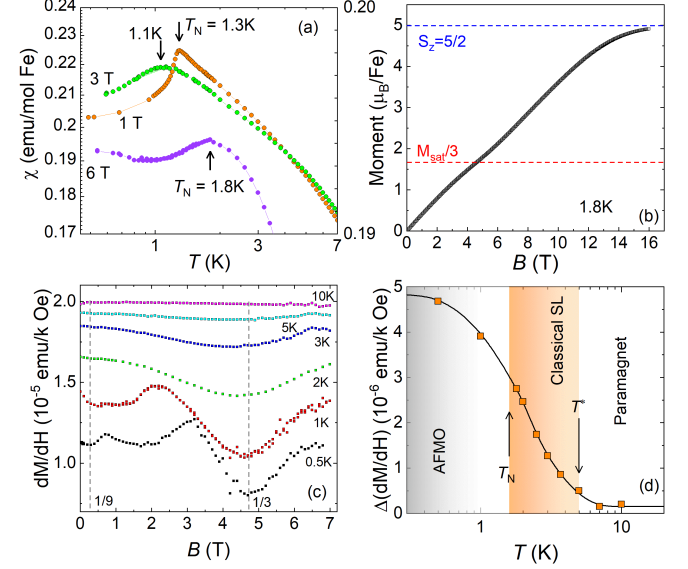 χ (emu/mol Fe)
0.23
0.22
0.21
0.2
0.19
0.17
1.1K
T_N = 1.3K
(a)
3 T
1 T
6 T
T_N = 1.8K
1
3
7
T (K)
0.20
0.19
Moment (μ_B/Fe)
5
4
3
2
1
0
S_z=5/2
M_sat/3
1.8K
(b)
0 2 4 6 8 10 12 14 16
B (T)
dM/dH (10^-5 emu/k Oe)
2.0
1.5
1.0
10K
5K
3K
2K
1K
0.5K
(c)
1/9
1/3
0 1 2 3 4 5 6 7
B (T)
Δ(dM/dH) (10^-6 emu/k Oe)
5
4
3
2
1
0
AFMO
Classical SL
Paramagnet
T_N
T*
(d)
1
10
T (K)